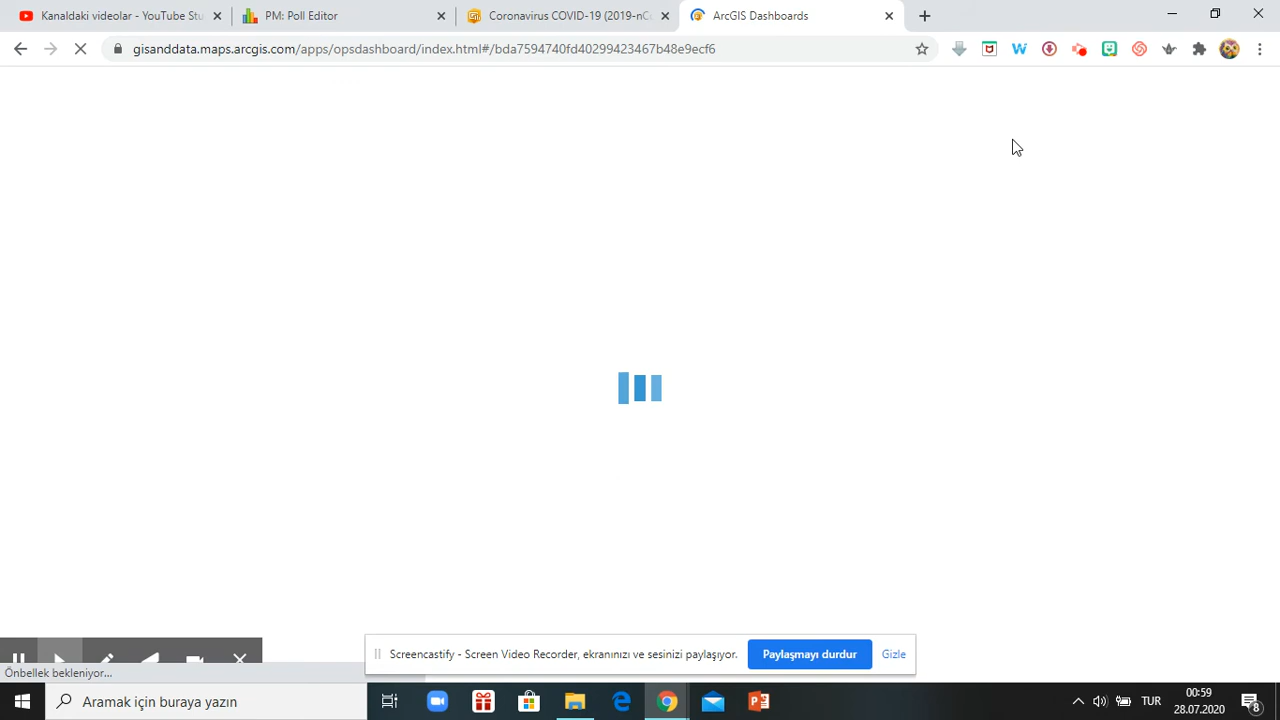 Kanaldaki videolar - YouTube Stu
PM: Poll Editor
Coronavirus COVID-19 (2019-nCo
ArcGIS Dashboards
gisanddata.maps.arcgis.com/apps/opsdashboard/index.html#/bda7594740fd40299423467b48e9ecf6
Screencastify - Screen Video Recorder, ekranınızı ve sesinizi paylaşıyor.
Paylaşmayı durdur
Gizle
Önbellek bekleniyor...
Aramak için buraya yazın
TUR
00:59
28.07.2020
8